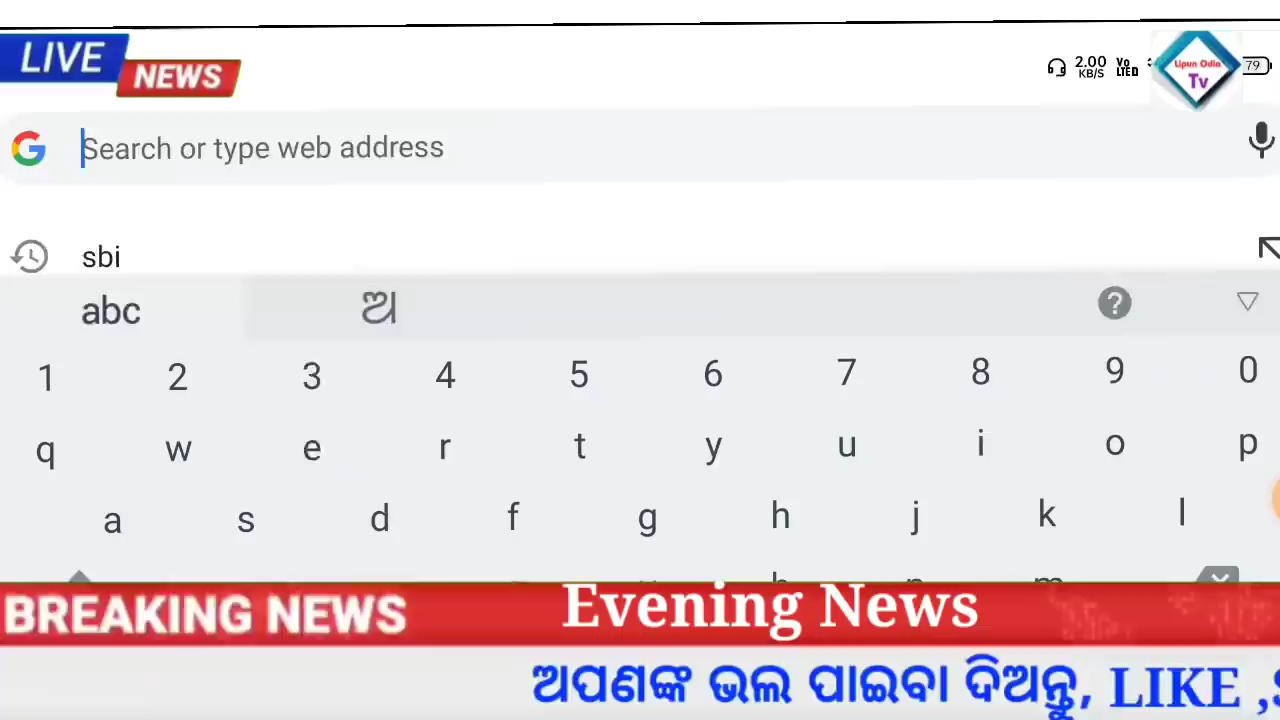 LIVE
NEWS
2.00
KB/S
Vo
LTED
Lipun Odia
Tv
79
Search or type web address
sbi
abc
ଅ
?
1 2 3 4 5 6 7 8 9 0
q w e r t y u i o p
a s d f g h j k l
BREAKING NEWS
Evening News
ଅପଣଙ୍କ ଭଲ ପାଇବା ଦିଅନ୍ତୁ, LIKE ,